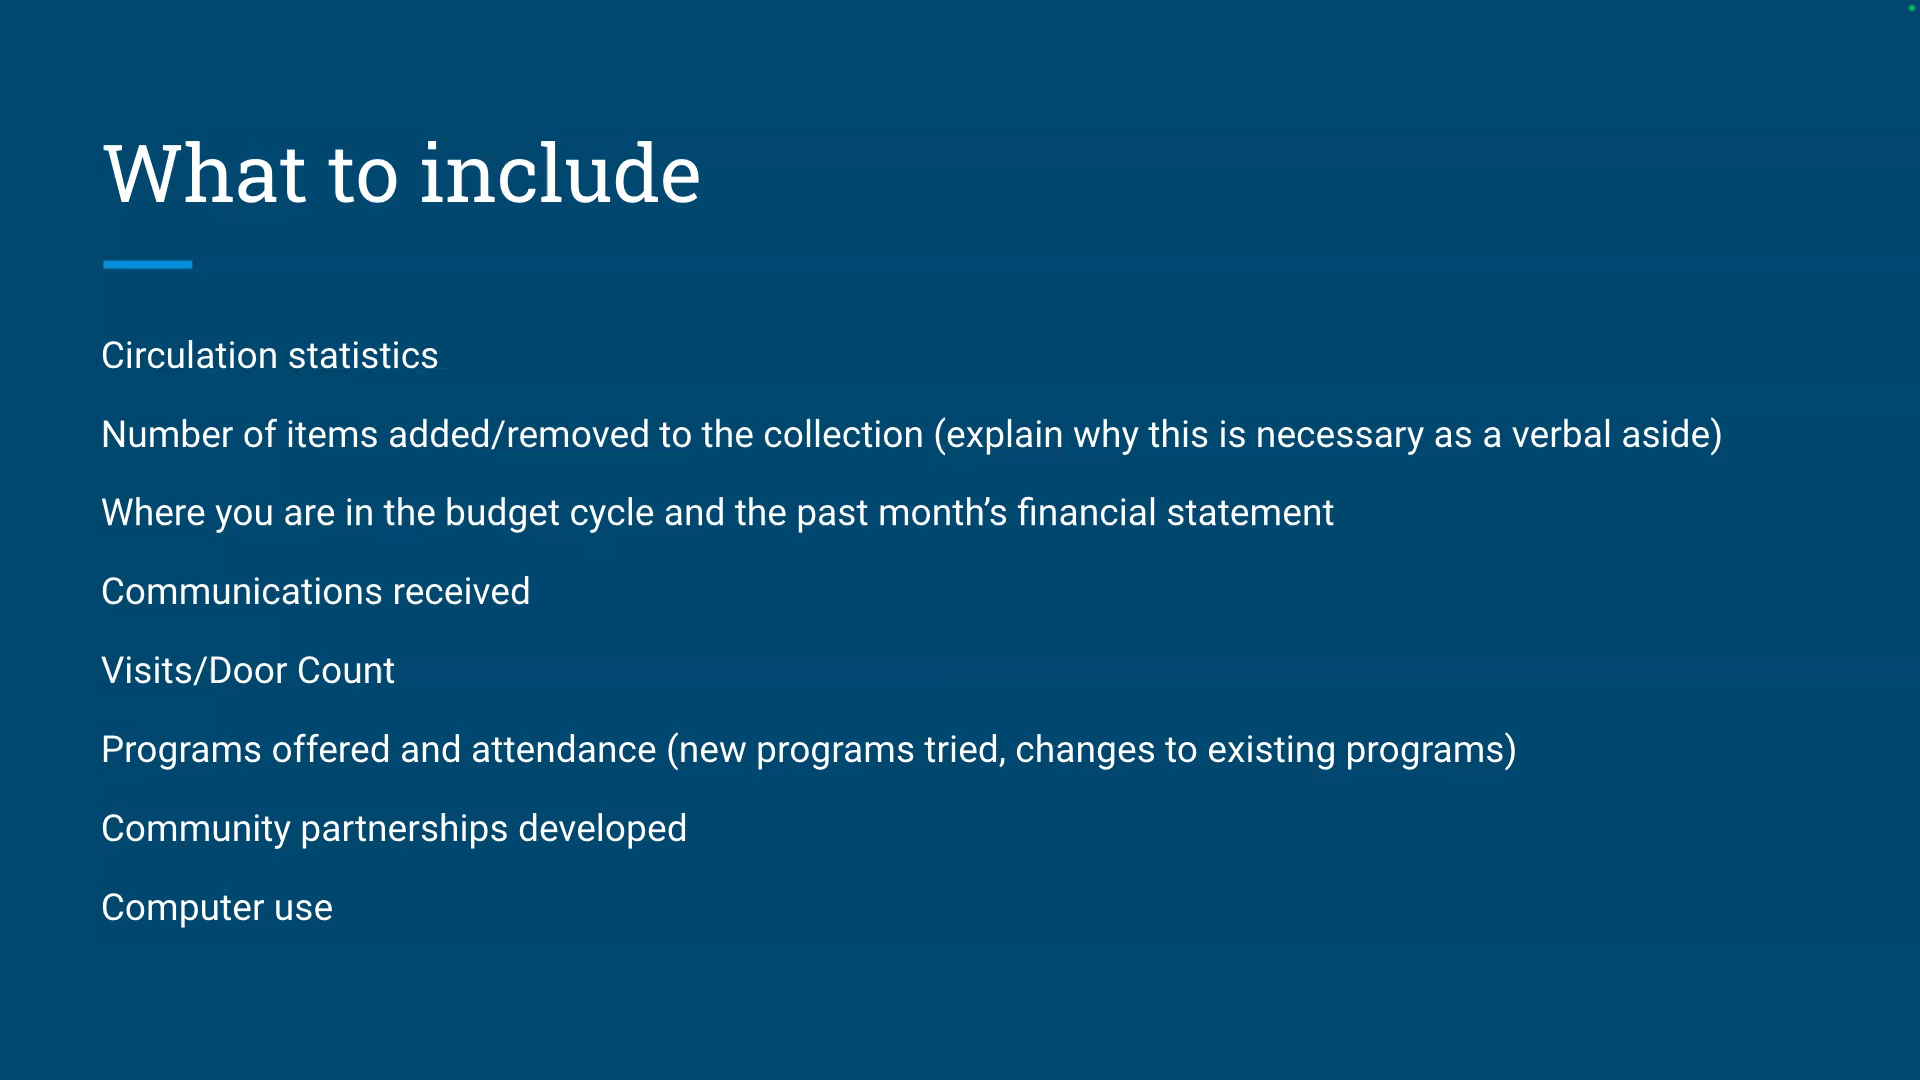 What to include
Circulation statistics
Number of items added/removed to the collection (explain why this is necessary as a verbal aside)
Where you are in the budget cycle and the past month’s financial statement
Communications received
Visits/Door Count
Programs offered and attendance (new programs tried, changes to existing programs)
Community partnerships developed
Computer use